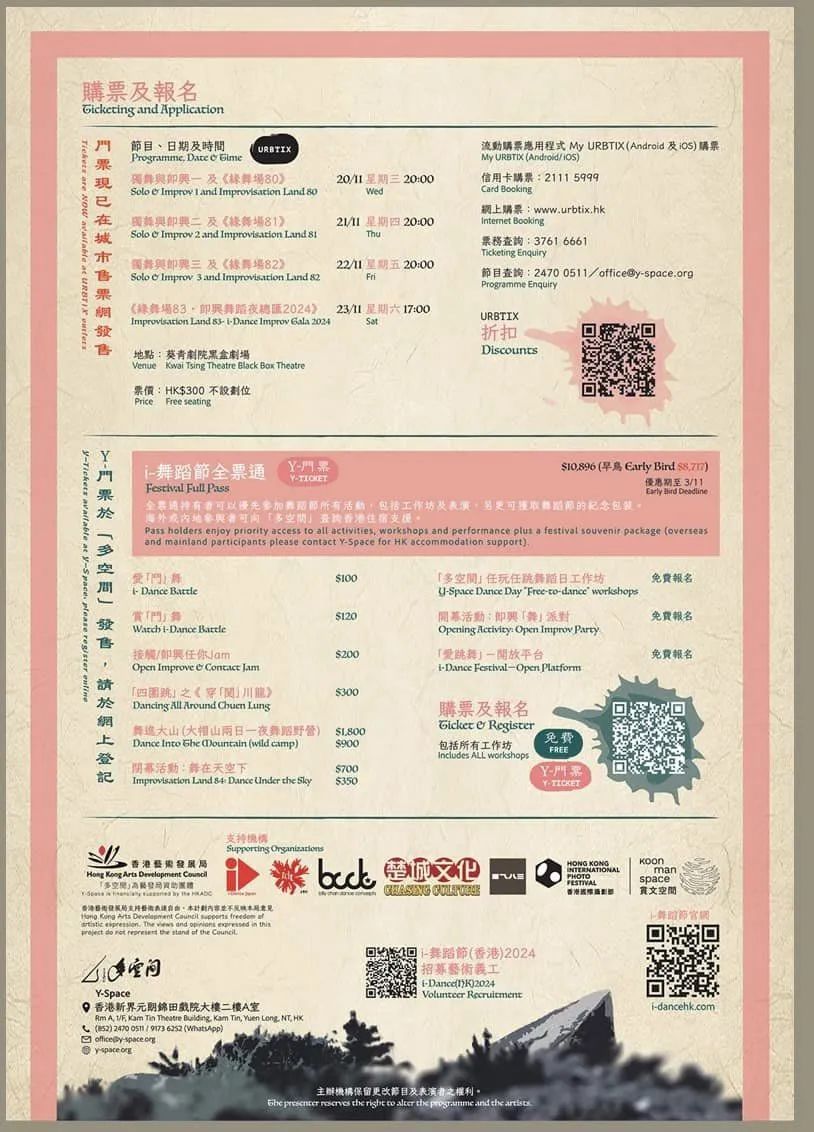 購票及報名
Ticketing and Application
門票現已在城市售票網發售
Tickets are NOW available at URBTIX outlets
節目、日期及時間
Programme, Date & Time
URBTIX
獨舞與即興一 及《緣舞場80》 20/11 星期三 20:00
Solo & Improv 1 and Improvisation Land 80 Wed
獨舞與即興二 及《緣舞場81》 21/11 星期四 20:00
Solo & Improv 2 and Improvisation Land 81 Thu
獨舞與即興三 及《緣舞場82》 22/11 星期五 20:00
Solo & Improv 3 and Improvisation Land 82 Fri
《緣舞場83．即興舞蹈夜總匯2024》 23/11 星期六 17:00
Improvisation Land 83- i-Dance Improv Gala 2024 Sat
地點：葵青劇院黑盒劇場
Venue Kwai Tsing Theatre Black Box Theatre
票價：HK$300 不設劃位
Price Free seating
流動購票應用程式 My URBTIX (Android 及 iOS) 購票
My URBTIX (Android/iOS)
信用卡購票：2111 5999
Card Booking
網上購票：www.urbtix.hk
Internet Booking
票務查詢：3761 6661
Ticketing Enquiry
節目查詢：2470 0511／office@y-space.org
Programme Enquiry
URBTIX
折扣
Discounts
Y-門票於「多空間」發售，請於網上登記
Y-Tickets available at Y-Space, please register online
i-舞蹈節全票通
Festival Full Pass
Y-門票
Y-TICKET
$10,896 (早鳥 Early Bird $8,717)
優惠期至 3/11
Early Bird Deadline
全票通持有者可以優先參加舞蹈節所有活動，包括工作坊及表演，另更可獲取舞蹈節的紀念包裝。
海外或內地參與者可向「多空間」查詢香港住宿支援。
Pass holders enjoy priority access to all activities, workshops and performance plus a festival souvenir package (overseas
and mainland participants please contact Y-Space for HK accommodation support).
愛「鬥」舞 $100
i- Dance Battle
賞「鬥」舞 $120
Watch i-Dance Battle
接觸/即興任你Jam $200
Open Improve & Contact Jam
「四圍跳」之《 穿「閱」川龍》 $300
Dancing All Around Chuen Lung
舞進大山 (大帽山兩日一夜舞蹈野營) $1,800
Dance Into The Mountain (wild camp) $900
閉幕活動：舞在天空下 $700
Improvisation Land 84: Dance Under the Sky $350
「多空間」任玩任跳舞蹈日工作坊 免費報名
Y-Space Dance Day "Free-to-dance" workshops
開幕活動：即興「舞」派對 免費報名
Opening Activity: Open Improv Party
「愛跳舞」－開放平台 免費報名
i-Dance Festival－Open Platform
購票及報名
Ticket & Register
包括所有工作坊
Includes ALL workshops
免費
FREE
Y-門票
Y-TICKET
香港藝術發展局
Hong Kong Arts Development Council
「多空間」為藝發局資助團體
Y-Space is financially supported by the HKADC
香港藝術發展局支持藝術表達自由，本計劃內容並不反映本局意見
Hong Kong Arts Development Council supports freedom of
artistic expression. The views and opinions expressed in this
project do not represent the stand of the Council.
支持機構
Supporting Organizations
bcdc
billy chan dance concepts
楚城文化
CHASING CULTURE
HONG KONG
INTERNATIONAL
PHOTO
FESTIVAL
香港國際攝影節
koon
man
space
貫文空間
i-舞蹈節官網
i-dancehk.com
多空間
Y-Space
香港新界元朗錦田戲院大樓二樓A室
Rm A, 1/F, Kam Tin Theatre Building, Kam Tin, Yuen Long, NT, HK
(852) 2470 0511 / 9173 6252 (WhatsApp)
office@y-space.org
y-space.org
i-舞蹈節(香港)2024
招募藝術義工
i-Dance(HK)2024
Volunteer Recruitment
主辦機構保留更改節目及表演者之權利。
The presenter reserves the right to alter the programme and the artists.